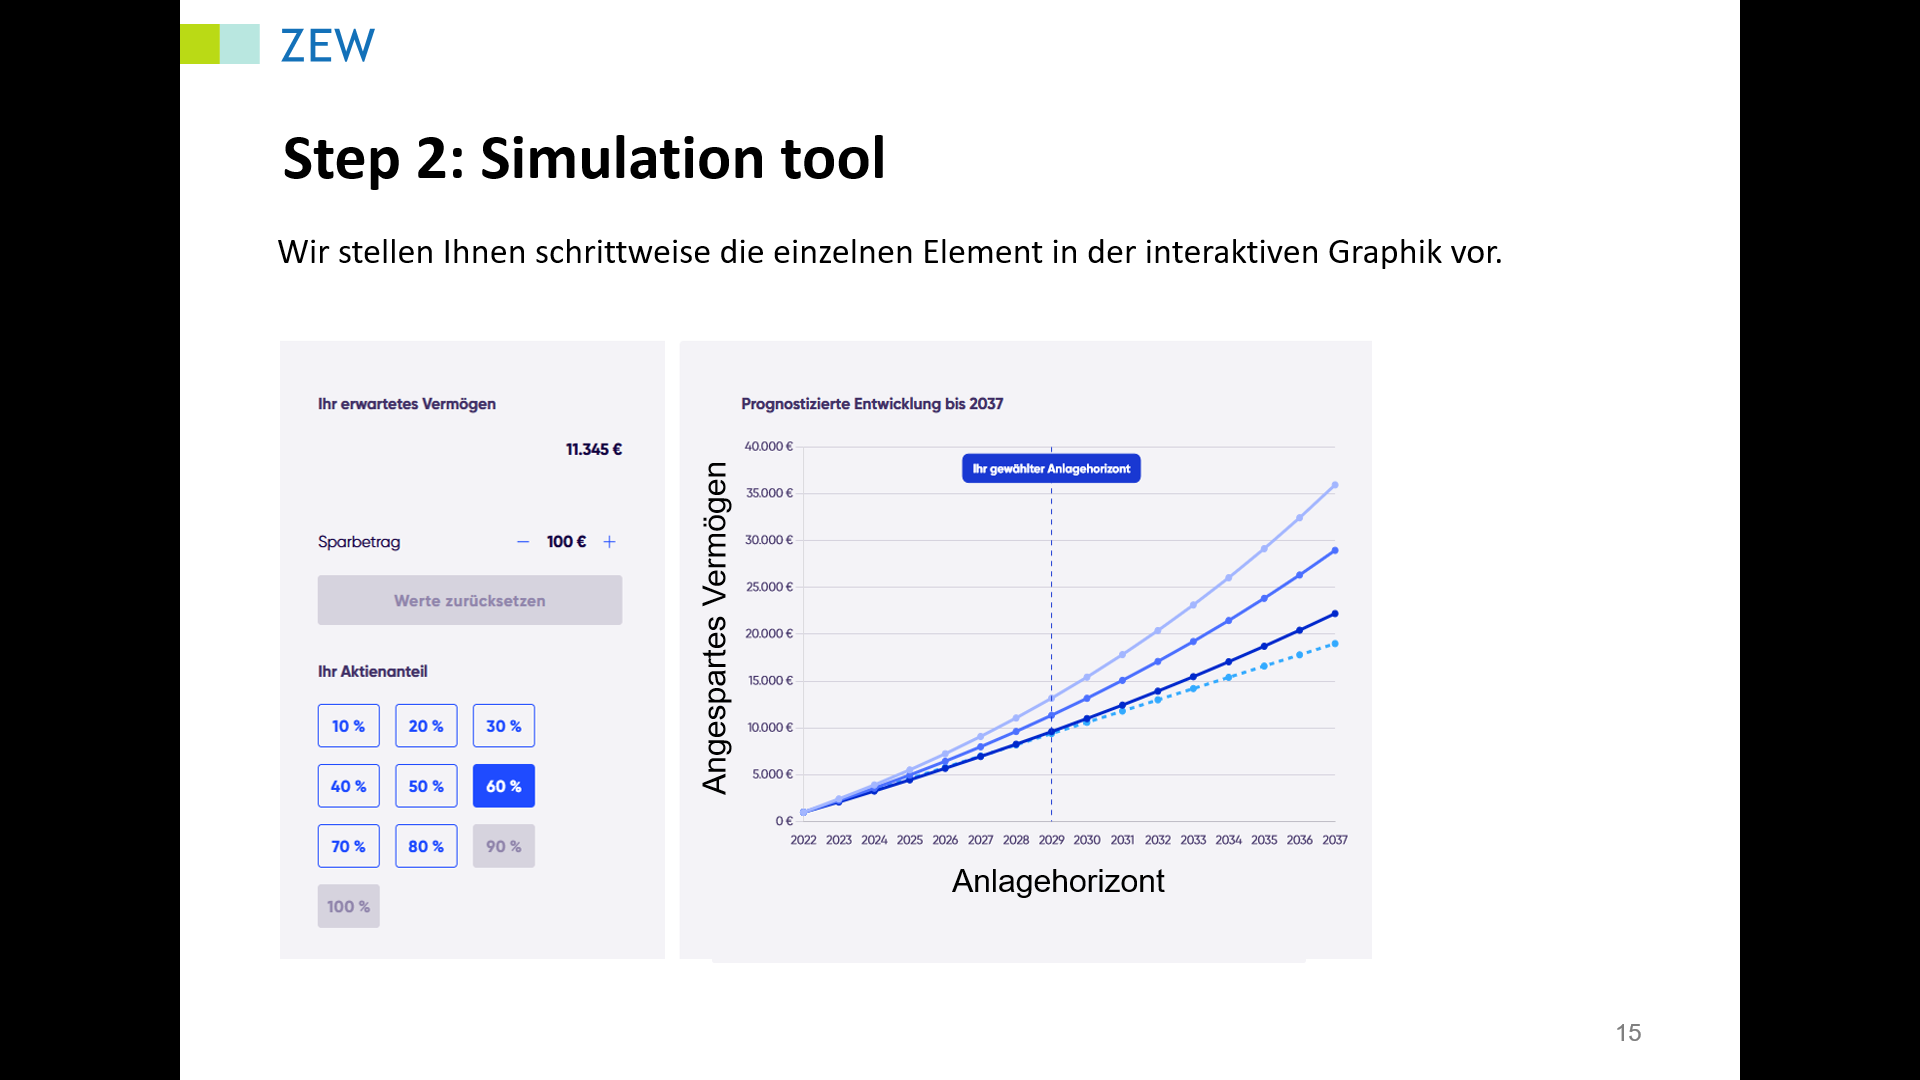 ZEW
Step 2: Simulation tool
Wir stellen Ihnen schrittweise die einzelnen Element in der interaktiven Graphik vor.
Ihr erwartetes Vermögen
11.345 €
Sparbetrag − 100 € +
Werte zurücksetzen
Ihr Aktienanteil
10 % 20 % 30 %
40 % 50 % 60 %
70 % 80 % 90 %
100 %
Prognostizierte Entwicklung bis 2037
Angespartes Vermögen
40.000 €
Ihr gewählter Anlagehorizont
35.000 €
30.000 €
25.000 €
20.000 €
15.000 €
10.000 €
5.000 €
0 €
2022 2023 2024 2025 2026 2027 2028 2029 2030 2031 2032 2033 2034 2035 2036 2037
Anlagehorizont
15